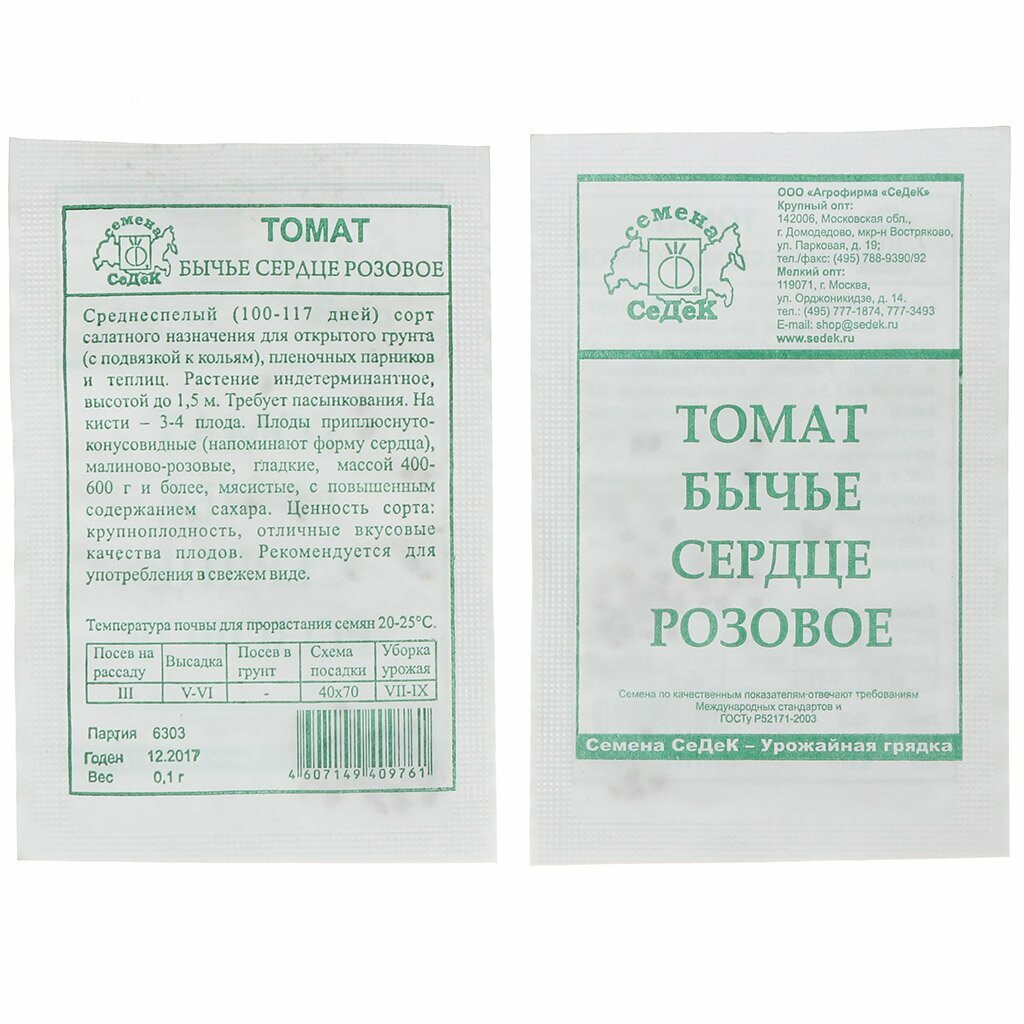 семена
СеДеК
ТОМАТ
БЫЧЬЕ СЕРДЦЕ РОЗОВОЕ
Среднеспелый (100-117 дней) сорт
салатного назначения для открытого грунта
(с подвязкой к кольям), пленочных парников
и теплиц. Растение индетерминантное,
высотой до 1,5 м. Требует пасынкования. На
кисти – 3-4 плода. Плоды приплюснуто-
конусовидные (напоминают форму сердца),
малиново-розовые, гладкие, массой 400-
600 г и более, мясистые, с повышенным
содержанием сахара. Ценность сорта:
крупноплодность, отличные вкусовые
качества плодов. Рекомендуется для
употребления в свежем виде.
Температура почвы для прорастания семян 20-25°С.
Посев на рассаду Высадка Посев в грунт Схема посадки Уборка урожая
III V-VI - 40х70 VII-IX
Партия 6303
Годен 12.2017
Вес 0,1 г
4 607149 409761
семена
СеДеК
ООО «Агрофирма «СеДеК»
Крупный опт:
142006, Московская обл.,
г. Домодедово, мкр-н Востряково,
ул. Парковая, д. 19;
тел./факс: (495) 788-9390/92
Мелкий опт:
119071, г. Москва,
ул. Орджоникидзе, д. 14.
тел.: (495) 777-1874, 777-3493
E-mail: shop@sedek.ru
www.sedek.ru
ТОМАТ
БЫЧЬЕ
СЕРДЦЕ
РОЗОВОЕ
Семена по качественным показателям отвечают требованиям
Международных стандартов и
ГОСТу Р52171-2003
Семена СеДеК – Урожайная грядка